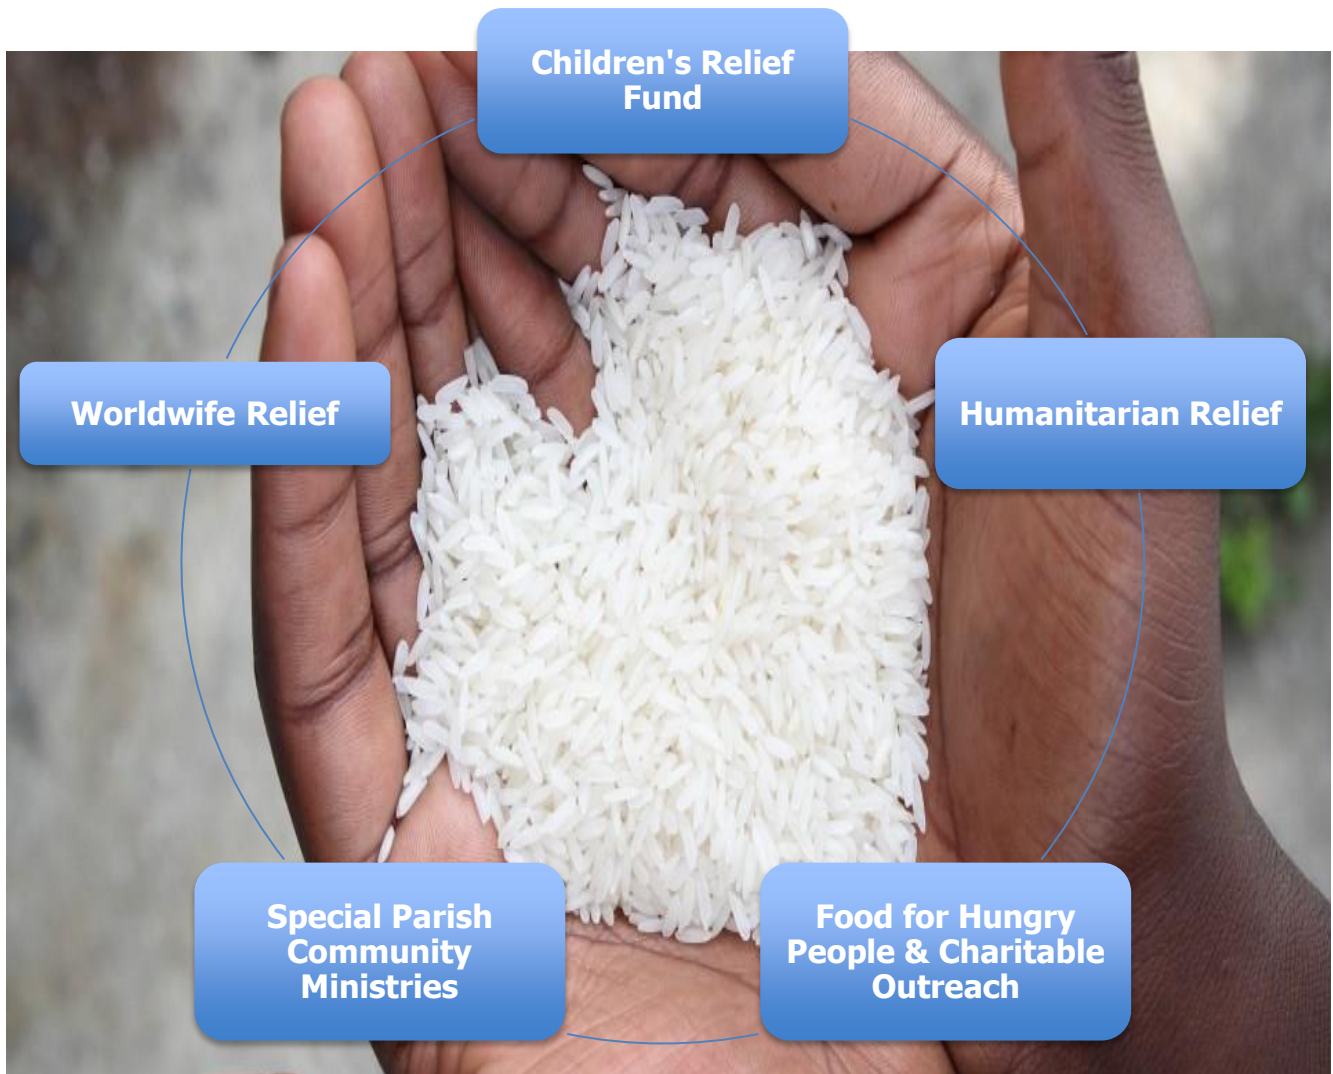 Children's Relief
Fund
Humanitarian Relief
Food for Hungry
People & Charitable
Outreach
Special Parish
Community
Ministries
Worldwife Relief